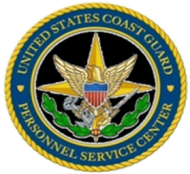 UNITED STATES COAST GUARD
PERSONNEL SERVICE CENTER